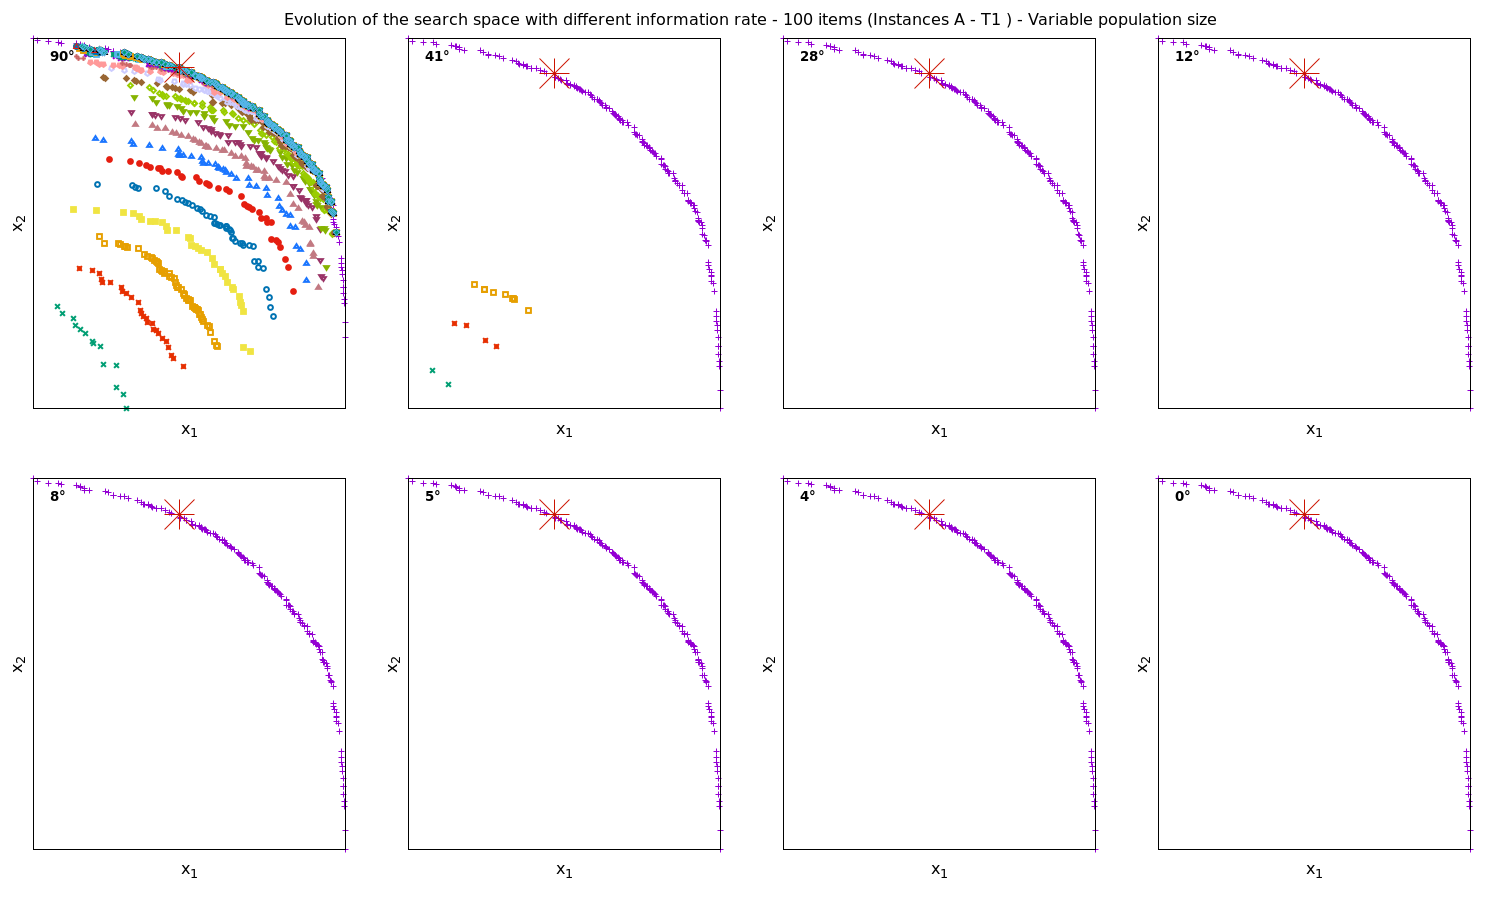 Evolution of the search space with different information rate - 100 items (Instances A - T1 ) - Variable population size
90° 41° 28° 12°
x2 x2 x2 x2
x1 x1 x1 x1
8° 5° 4° 0°
x2 x2 x2 x2
x1 x1 x1 x1